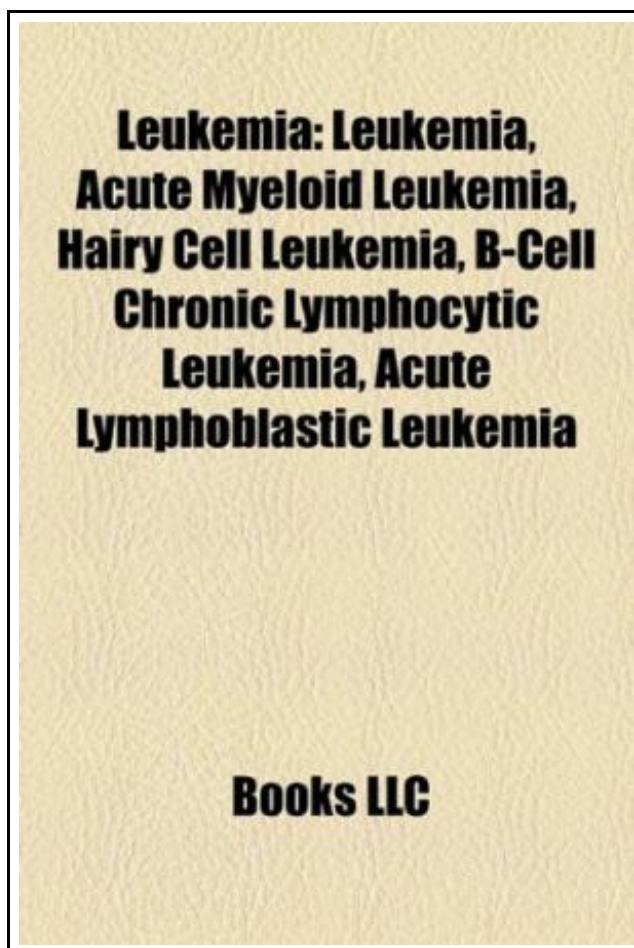 Leukemia: Leukemia,
Acute Myeloid Leukemia,
Hairy Cell Leukemia, B-Cell
Chronic Lymphocytic
Leukemia, Acute
Lymphoblastic Leukemia
Books LLC